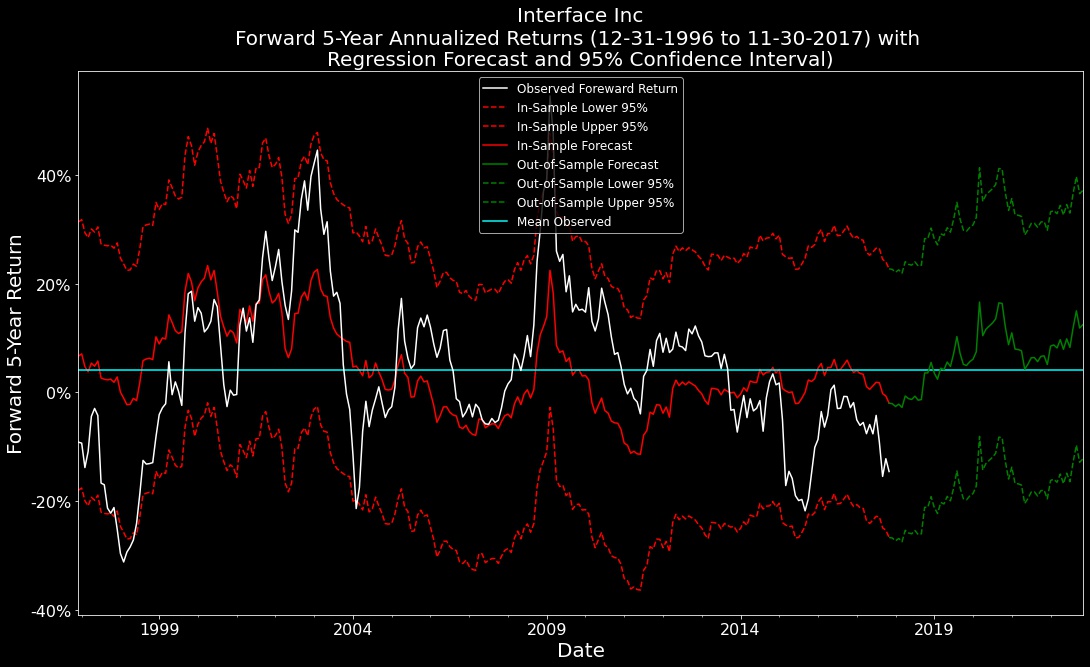 Interface Inc
Forward 5-Year Annualized Returns (12-31-1996 to 11-30-2017) with
Regression Forecast and 95% Confidence Interval)
Observed Foreward Return
In-Sample Lower 95%
In-Sample Upper 95%
In-Sample Forecast
Out-of-Sample Forecast
Out-of-Sample Lower 95%
Out-of-Sample Upper 95%
Mean Observed
Forward 5-Year Return
40%
20%
0%
-20%
-40%
1999
2004
2009
2014
2019
Date